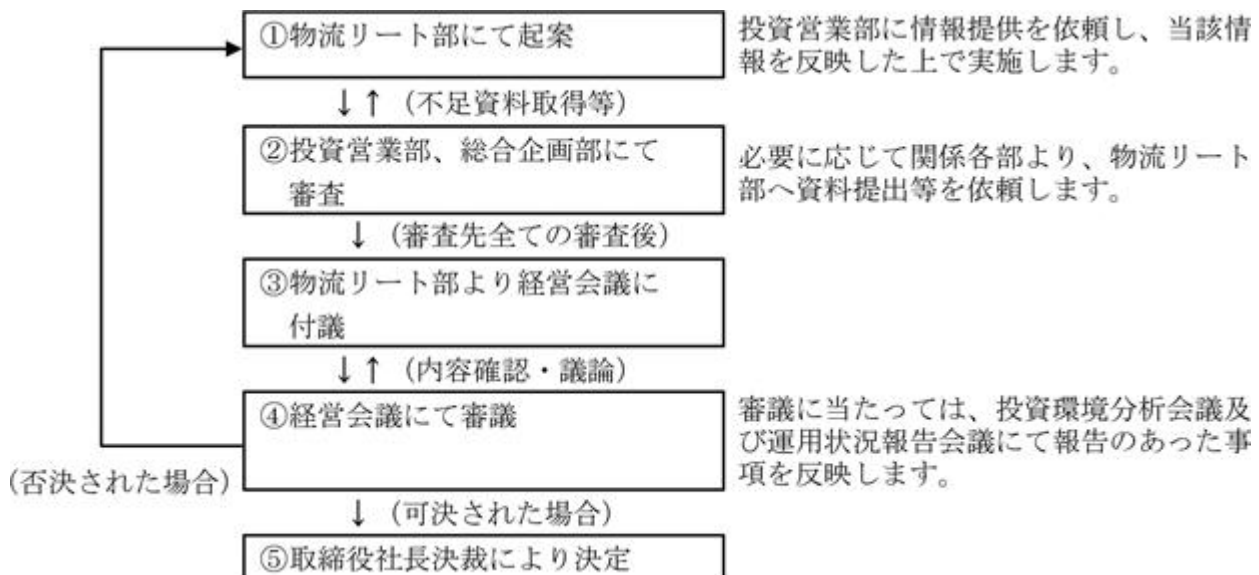 ①物流リート部にて起案
投資営業部に情報提供を依頼し、当該情
報を反映した上で実施します。
↓↑（不足資料取得等）
②投資営業部、総合企画部にて
審査
必要に応じて関係各部より、物流リート
部へ資料提出等を依頼します。
↓（審査先全ての審査後）
③物流リート部より経営会議に
付議
↓↑（内容確認・議論）
④経営会議にて審議
審議に当たっては、投資環境分析会議及
び運用状況報告会議にて報告のあった事
項を反映します。
（否決された場合）
↓（可決された場合）
⑤取締役社長決裁により決定